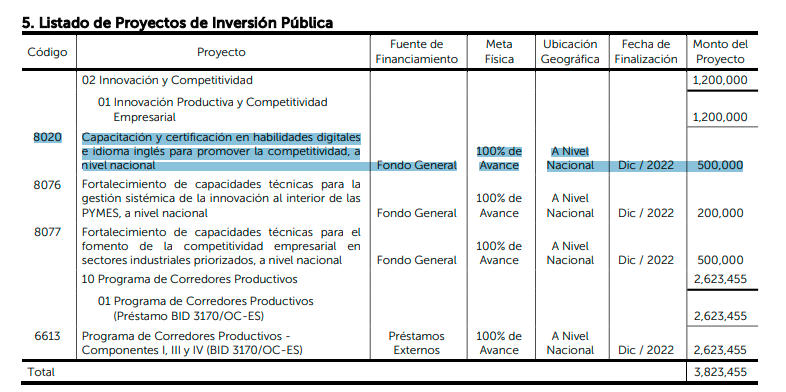 5. Listado de Proyectos de Inversión Pública
Código Proyecto Fuente de Financiamiento Meta Física Ubicación Geográfica Fecha de Finalización Monto del Proyecto
02 Innovación y Competitividad 1,200,000
01 Innovación Productiva y Competitividad
Empresarial 1,200,000
8020 Capacitación y certificación en habilidades digitales
e idioma inglés para promover la competitividad, a 100% de A Nivel
nivel nacional Fondo General Avance Nacional Dic / 2022 500,000
8076 Fortalecimiento de capacidades técnicas para la
gestión sistémica de la innovación al interior de las 100% de A Nivel
PYMES, a nivel nacional Fondo General Avance Nacional Dic / 2022 200,000
8077 Fortalecimiento de capacidades técnicas para el
fomento de la competitividad empresarial en 100% de A Nivel
sectores industriales priorizados, a nivel nacional Fondo General Avance Nacional Dic / 2022 500,000
10 Programa de Corredores Productivos 2,623,455
01 Programa de Corredores Productivos
(Préstamo BID 3170/OC-ES) 2,623,455
6613 Programa de Corredores Productivos - Préstamos 100% de A Nivel
Componentes I, III y IV (BID 3170/OC-ES) Externos Avance Nacional Dic / 2022 2,623,455
Total 3,823,455